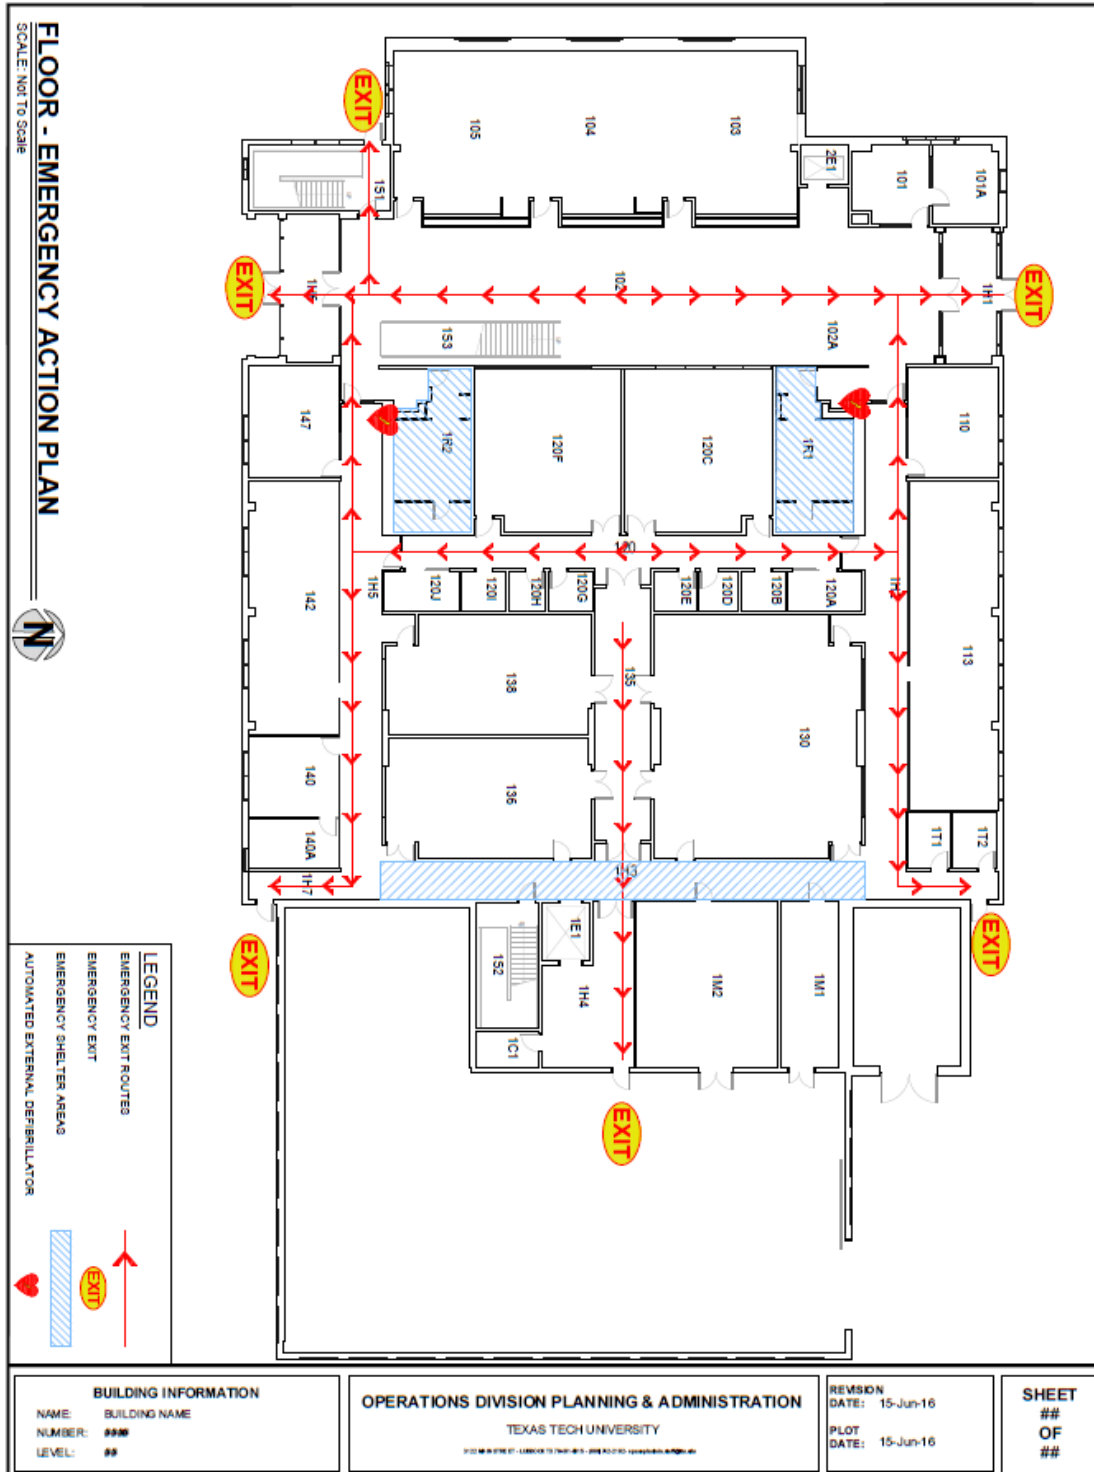 FLOOR - EMERGENCY ACTION PLAN
SCALE: Not To Scale
N
EXIT
EXIT
EXIT
EXIT
EXIT
EXIT
105
104
103
2E1
101
101A
151
102
1H1
153
102A
147
1R2
120F
120C
1R1
110
142
1H5
120J
120I
120H
120G
120E
120D
120B
120A
113
138
135
130
140
136
140A
1T1
1T2
1H7
152
1E1
1H4
1M2
1M1
1C1
LEGEND
EMERGENCY EXIT ROUTES
EMERGENCY EXIT
EMERGENCY SHELTER AREAS
AUTOMATED EXTERNAL DEFIBRILLATOR
EXIT
BUILDING INFORMATION
NAME: BUILDING NAME
NUMBER: ####
LEVEL: ##
OPERATIONS DIVISION PLANNING & ADMINISTRATION
TEXAS TECH UNIVERSITY
REVISION
DATE: 15-Jun-16
PLOT
DATE: 15-Jun-16
SHEET
##
OF
##